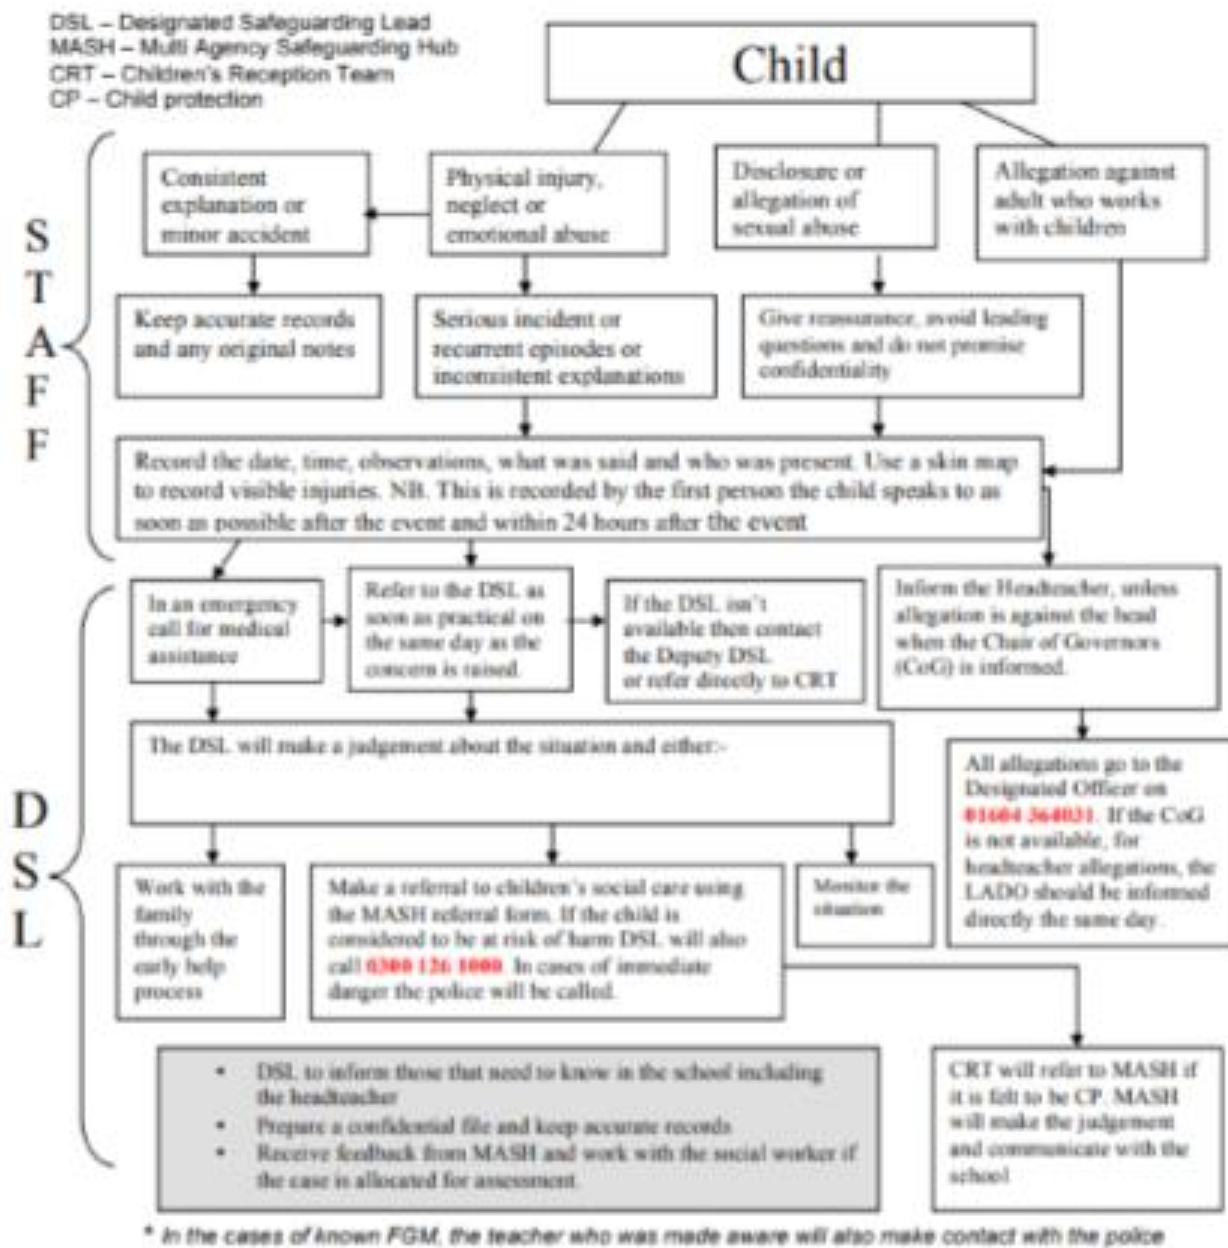 DSL – Designated Safeguarding Lead
MASH – Multi Agency Safeguarding Hub
CRT – Children's Reception Team
CP – Child protection
Child
STAFF
Consistent
explanation or
minor accident
Physical injury,
neglect or
emotional abuse
Disclosure or
allegation of
sexual abuse
Allegation against
adult who works
with children
Keep accurate records
and any original notes
Serious incident or
recurrent episodes or
inconsistent explanations
Give reassurance, avoid leading
questions and do not promise
confidentiality
Record the date, time, observations, what was said and who was present. Use a skin map
to record visible injuries. NB. This is recorded by the first person the child speaks to as
soon as possible after the event and within 24 hours after the event
DSL
In an emergency
call for medical
assistance
Refer to the DSL as
soon as practical on
the same day as the
concern is raised.
If the DSL isn't
available then contact
the Deputy DSL
or refer directly to CRT
Inform the Headteacher, unless
allegation is against the head
when the Chair of Governors
(CoG) is informed.
The DSL will make a judgement about the situation and either:-
All allegations go to the
Designated Officer on
01604 364031. If the CoG
is not available, for
headteacher allegations, the
LADO should be informed
directly the same day.
Work with the
family
through the
early help
process
Make a referral to children's social care using
the MASH referral form. If the child is
considered to be at risk of harm DSL will also
call 0300 126 1000. In cases of immediate
danger the police will be called.
Monitor the
situation
• DSL to inform those that need to know in the school including
the headteacher
• Prepare a confidential file and keep accurate records
• Receive feedback from MASH and work with the social worker if
the case is allocated for assessment.
CRT will refer to MASH if
it is felt to be CP. MASH
will make the judgement
and communicate with the
school
* In the cases of known FGM, the teacher who was made aware will also make contact with the police